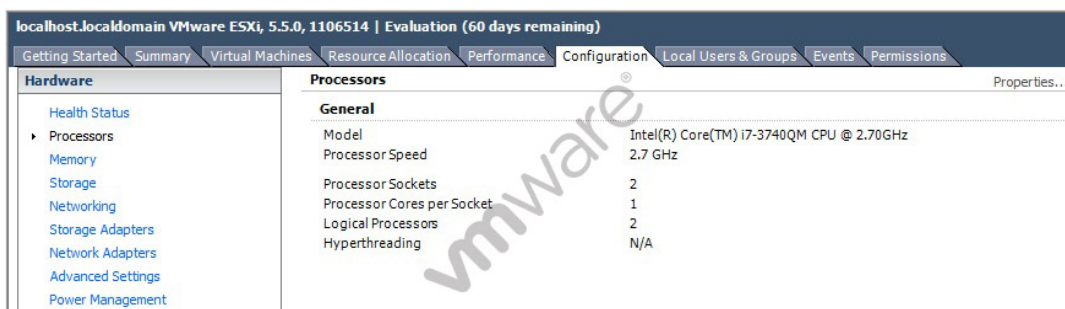 localhost.localdomain VMware ESXi, 5.5.0, 1106514 | Evaluation (60 days remaining)
Getting Started Summary Virtual Machines Resource Allocation Performance Configuration Local Users & Groups Events Permissions
Hardware
Health Status
Processors
Memory
Storage
Networking
Storage Adapters
Network Adapters
Advanced Settings
Power Management
Processors Properties...
General
Model Intel(R) Core(TM) i7-3740QM CPU @ 2.70GHz
Processor Speed 2.7 GHz
Processor Sockets 2
Processor Cores per Socket 1
Logical Processors 2
Hyperthreading N/A
vmware®